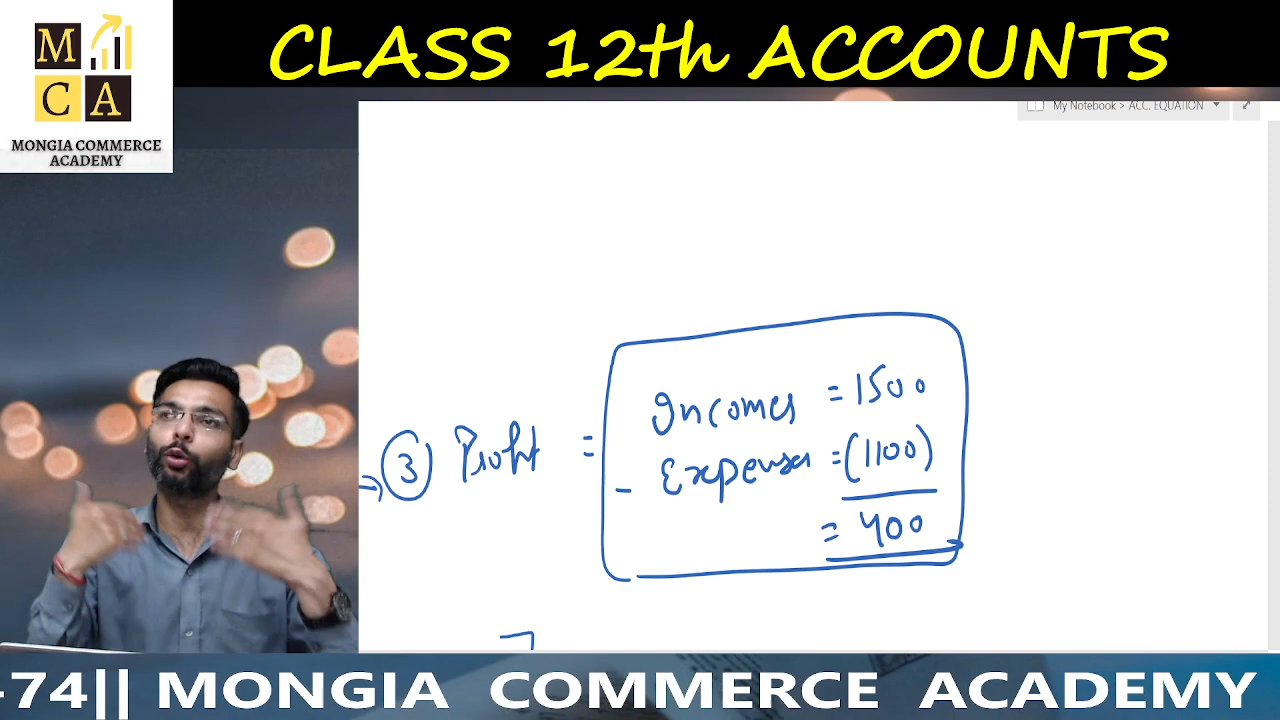 M
CA
MONGIA COMMERCE
ACADEMY
CLASS 12th ACCOUNTS
My Notebook > ACC. EQUATION
Incomes = 1500
3 Profit =
- Expenses = (1100)
= 400
-74|| MONGIA COMMERCE ACADEMY